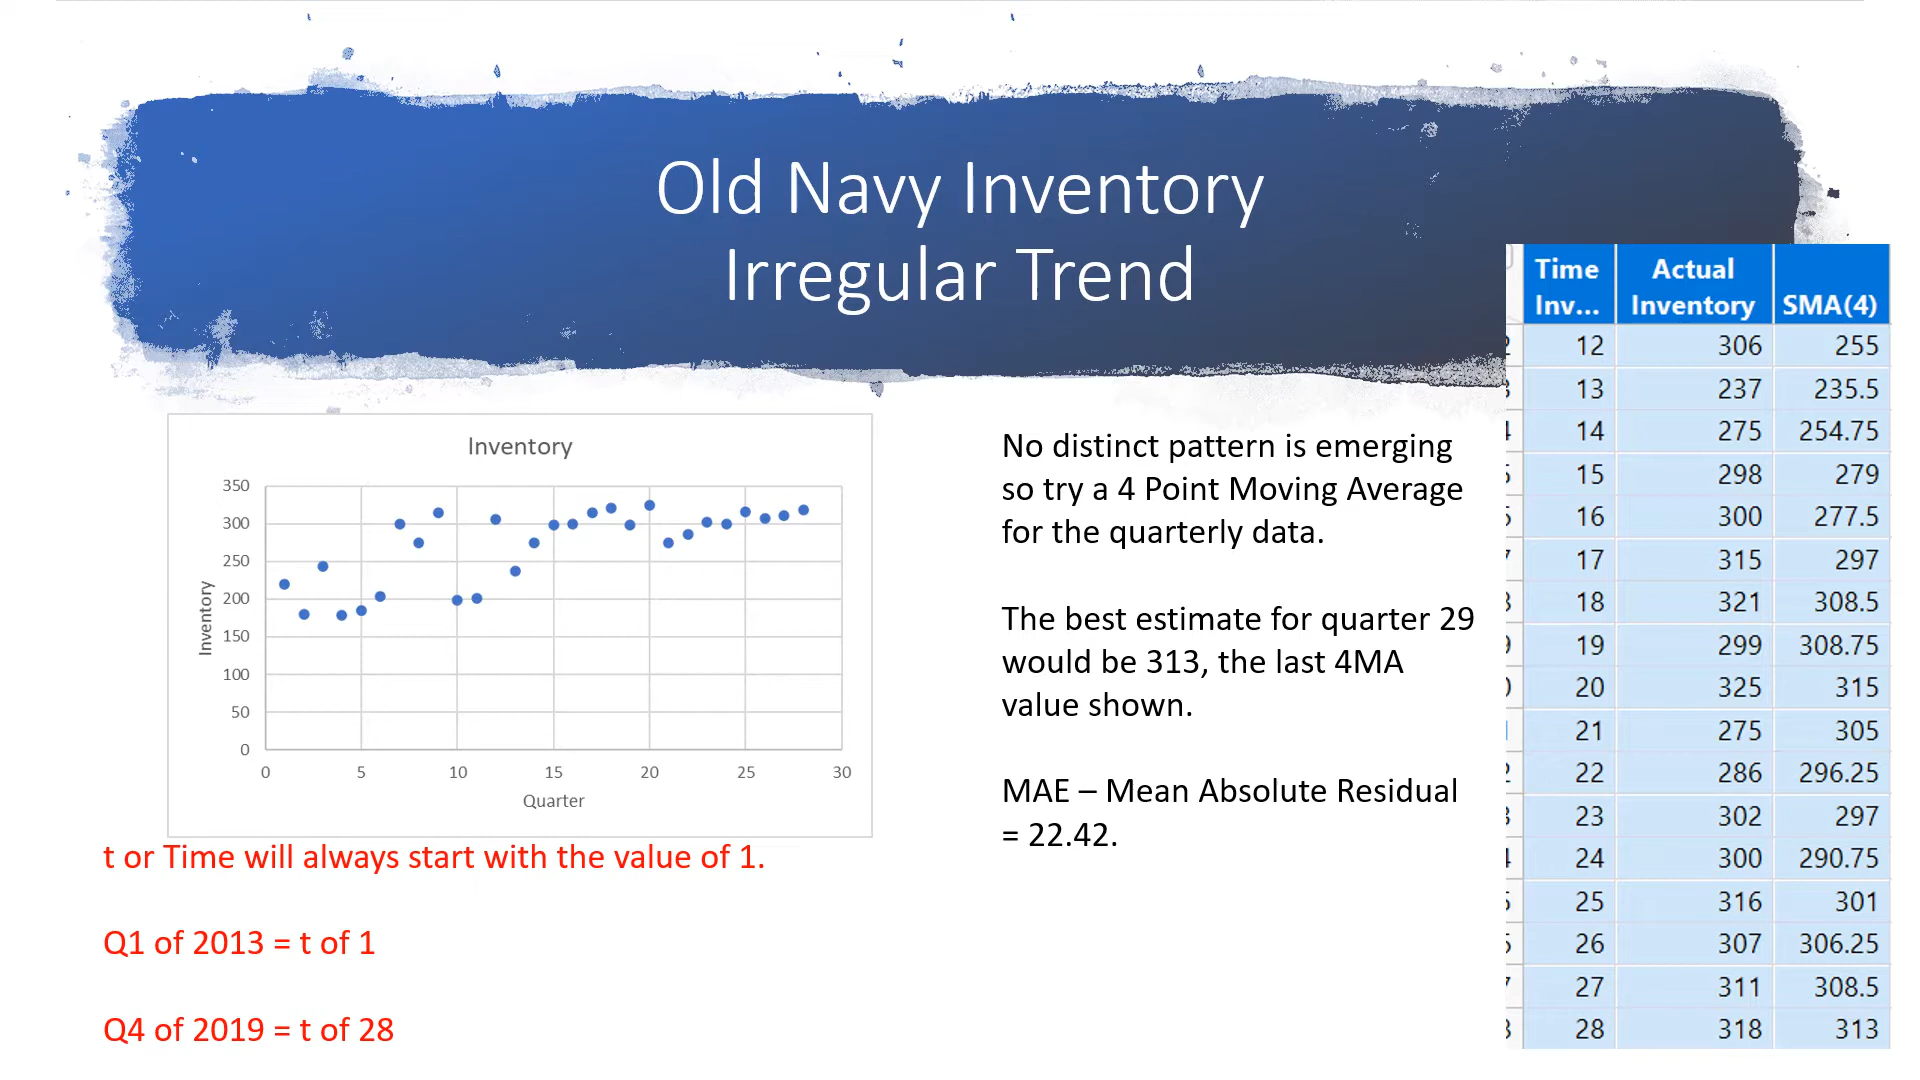 Old Navy Inventory
Irregular Trend
Inventory
350
300
250
200
150
100
50
0
0 5 10 15 20 25 30
Inventory
Quarter
t or Time will always start with the value of 1.
Q1 of 2013 = t of 1
Q4 of 2019 = t of 28
No distinct pattern is emerging
so try a 4 Point Moving Average
for the quarterly data.
The best estimate for quarter 29
would be 313, the last 4MA
value shown.
MAE – Mean Absolute Residual
= 22.42.
Time Actual
Inv... Inventory SMA(4)
12 306 255
13 237 235.5
14 275 254.75
15 298 279
16 300 277.5
17 315 297
18 321 308.5
19 299 308.75
20 325 315
21 275 305
22 286 296.25
23 302 297
24 300 290.75
25 316 301
26 307 306.25
27 311 308.5
28 318 313